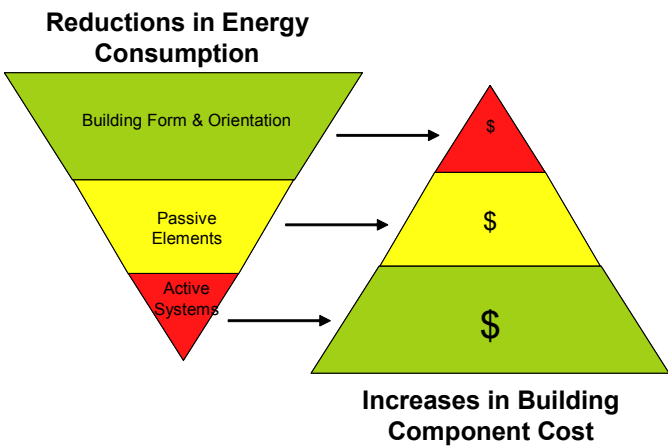 Reductions in Energy
Consumption
Building Form & Orientation
$
Passive
Elements
$
Active
Systems
$
Increases in Building
Component Cost